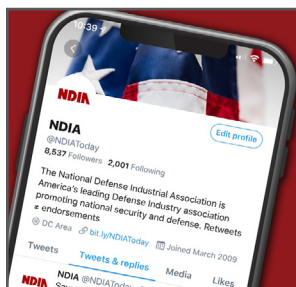 10:39
NDIA
NDIA
Edit profile
@NDIAToday
8,537 Followers 2,001 Following
The National Defense Industrial Association is
America's leading Defense Industry association
promoting national security and defense. Retweets
≠ endorsements
DC Area bit.ly/NDIAToday Joined March 2009
Tweets Tweets & replies Media Likes
NDIA NDIA @NDIAToday